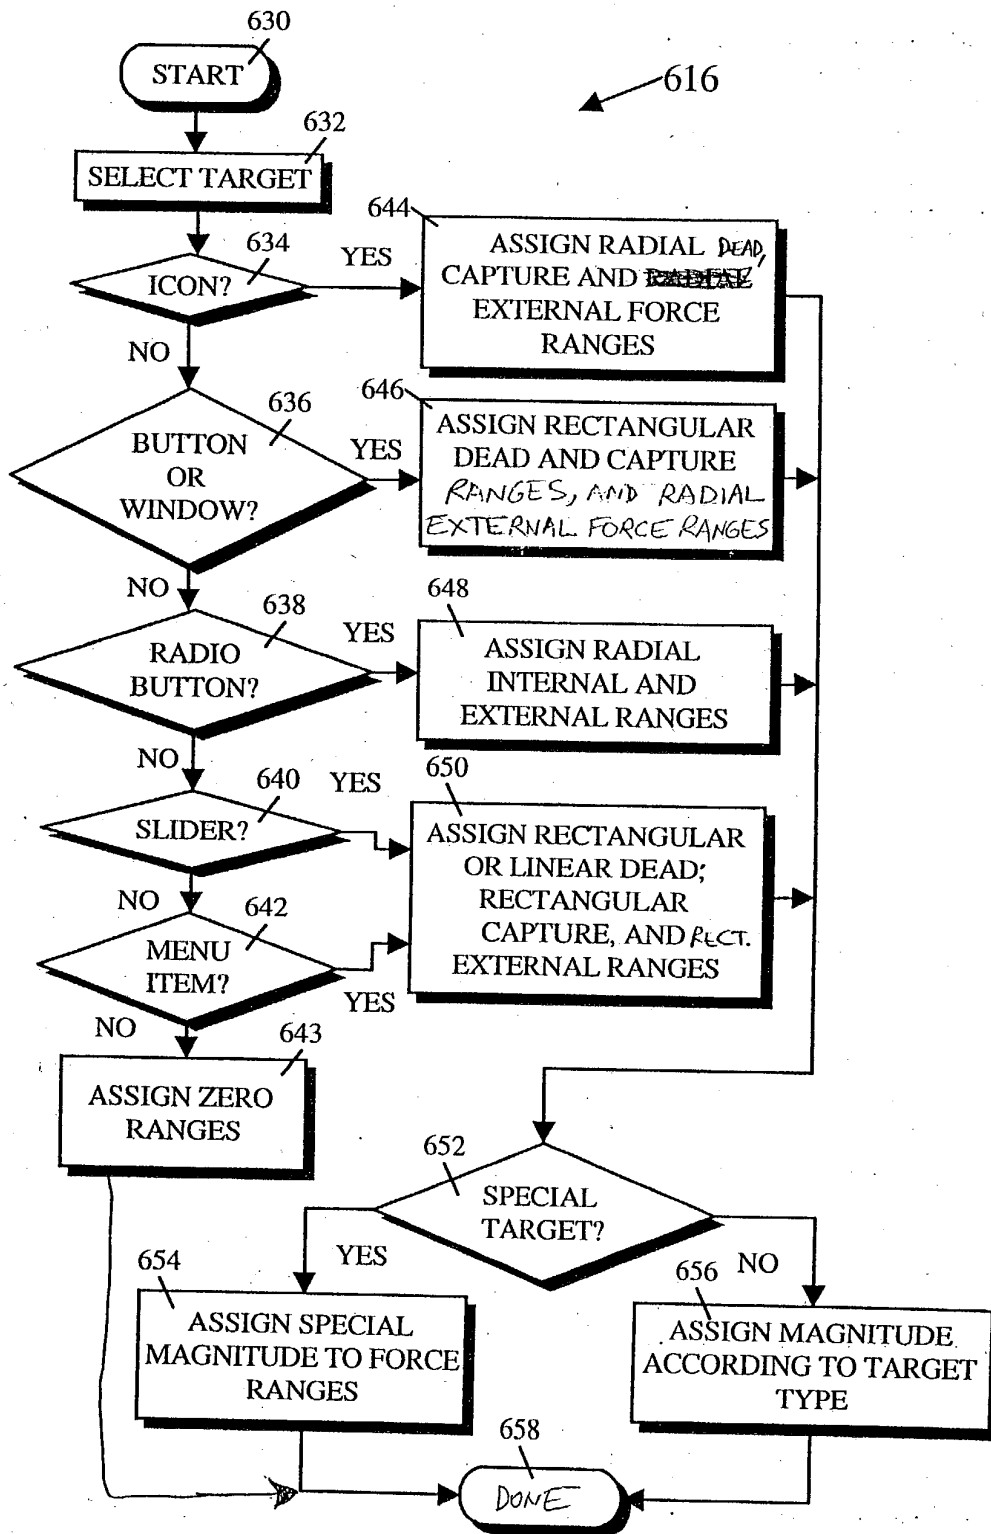 630
START
616
632
SELECT TARGET
644
634
YES
ICON?
ASSIGN RADIAL DEAD,
CAPTURE AND
EXTERNAL FORCE
RANGES
NO
636
646
BUTTON
OR
WINDOW?
YES
ASSIGN RECTANGULAR
DEAD AND CAPTURE
RANGES, AND RADIAL
EXTERNAL FORCE RANGES
NO
638
648
YES
RADIO
BUTTON?
ASSIGN RADIAL
INTERNAL AND
EXTERNAL RANGES
NO
640
YES
650
SLIDER?
ASSIGN RECTANGULAR
OR LINEAR DEAD;
RECTANGULAR
CAPTURE, AND RECT.
EXTERNAL RANGES
NO
642
MENU
ITEM?
YES
NO
643
ASSIGN ZERO
RANGES
652
SPECIAL
TARGET?
YES
NO
654
656
ASSIGN SPECIAL
MAGNITUDE TO FORCE
RANGES
ASSIGN MAGNITUDE
ACCORDING TO TARGET
TYPE
658
DONE